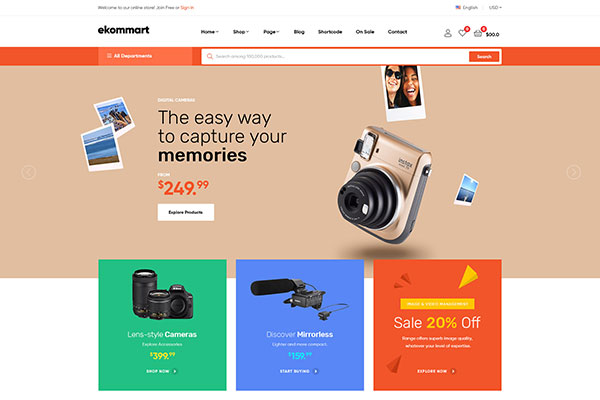 Welcome to our online store! Join Free or Sign in
English
USD
ekommart
Home
Shop
Page
Blog
Shortcode
On Sale
Contact
0
0
$00.0
All Departments
Search among 100,000 products...
Search
DIGITAL CAMERAS
The easy way
to capture your
memories
FROM
$249.99
Explore Products
instax
Nikon
Lens-style Cameras
Explore Accessories
$399.99
SHOP NOW
Discover Mirrorless
Lighter and more compact.
$159.99
START BUYING
Sale 20% Off
Range offers superb image quality,
whatever your level of expertise.
EXPLORE NOW